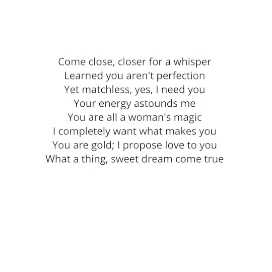 Come close, closer for a whisper
Learned you aren't perfection
Yet matchless, yes, I need you
Your energy astounds me
You are all a woman's magic
I completely want what makes you
You are gold; I propose love to you
What a thing, sweet dream come true